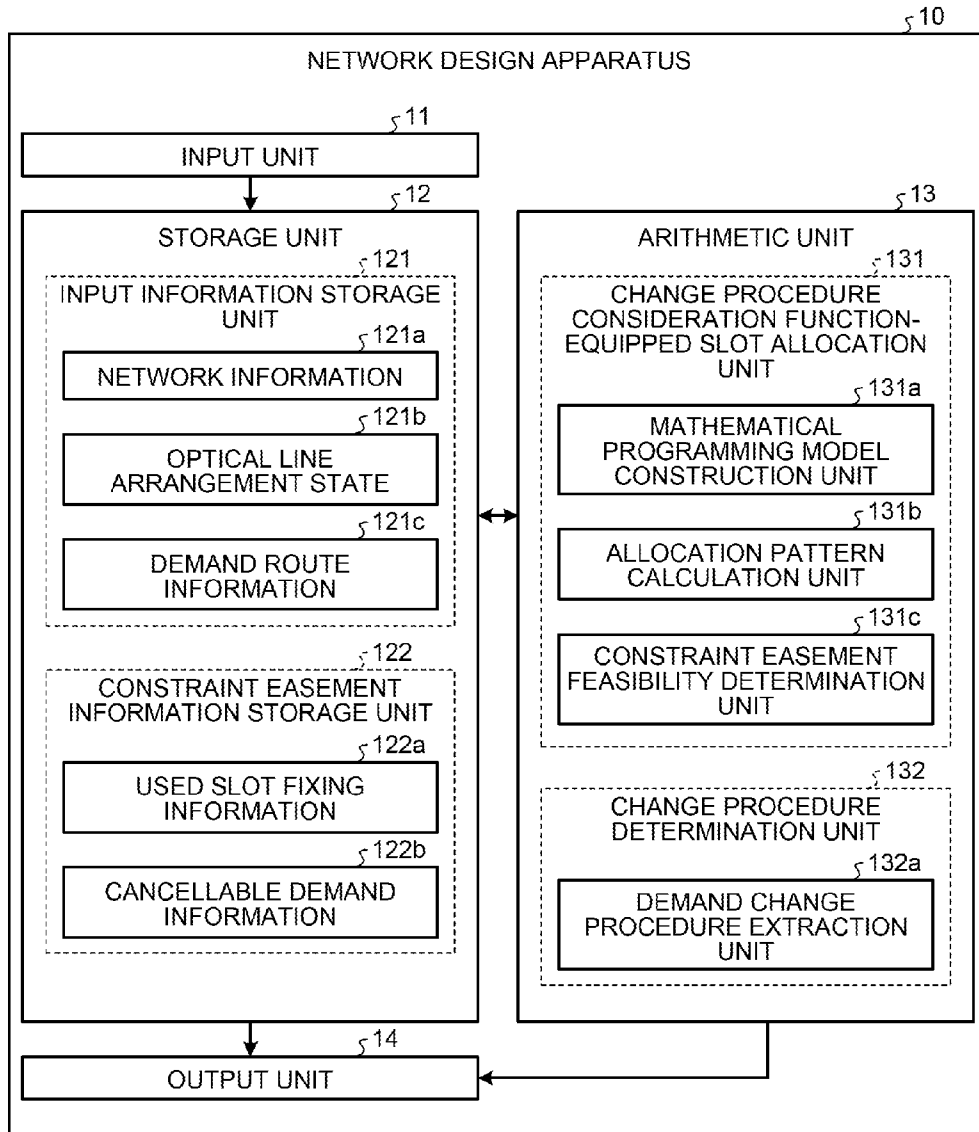 10
NETWORK DESIGN APPARATUS
11
INPUT UNIT
12
STORAGE UNIT
121
INPUT INFORMATION STORAGE
UNIT
121a
NETWORK INFORMATION
121b
OPTICAL LINE
ARRANGEMENT STATE
121c
DEMAND ROUTE
INFORMATION
122
CONSTRAINT EASEMENT
INFORMATION STORAGE UNIT
122a
USED SLOT FIXING
INFORMATION
122b
CANCELLABLE DEMAND
INFORMATION
13
ARITHMETIC UNIT
131
CHANGE PROCEDURE
CONSIDERATION FUNCTION-
EQUIPPED SLOT ALLOCATION
UNIT
131a
MATHEMATICAL
PROGRAMMING MODEL
CONSTRUCTION UNIT
131b
ALLOCATION PATTERN
CALCULATION UNIT
131c
CONSTRAINT EASEMENT
FEASIBILITY DETERMINATION
UNIT
132
CHANGE PROCEDURE
DETERMINATION UNIT
132a
DEMAND CHANGE
PROCEDURE EXTRACTION
UNIT
14
OUTPUT UNIT